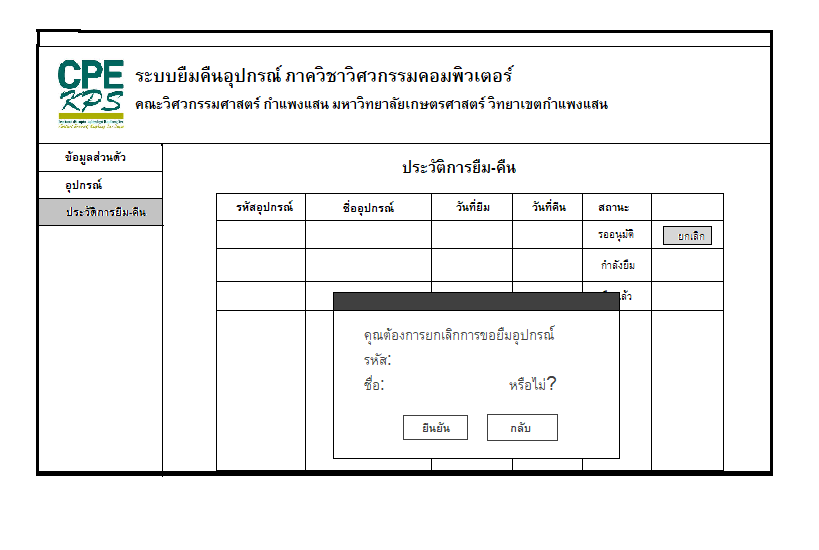 CPE
KPS
ระบบยืมคืนอุปกรณ์ ภาควิชาวิศวกรรมคอมพิวเตอร์
คณะวิศวกรรมศาสตร์ กำแพงแสน มหาวิทยาลัยเกษตรศาสตร์ วิทยาเขตกำแพงแสน
ข้อมูลส่วนตัว
อุปกรณ์
ประวัติการยืม-คืน
ประวัติการยืม-คืน
รหัสอุปกรณ์ ชื่ออุปกรณ์ วันที่ยืม วันที่คืน สถานะ
รออนุมัติ ยกเลิก
กำลังยืม
คุณต้องการยกเลิกการขอยืมอุปกรณ์
รหัส:
ชื่อ: หรือไม่?
ยืนยัน กลับ